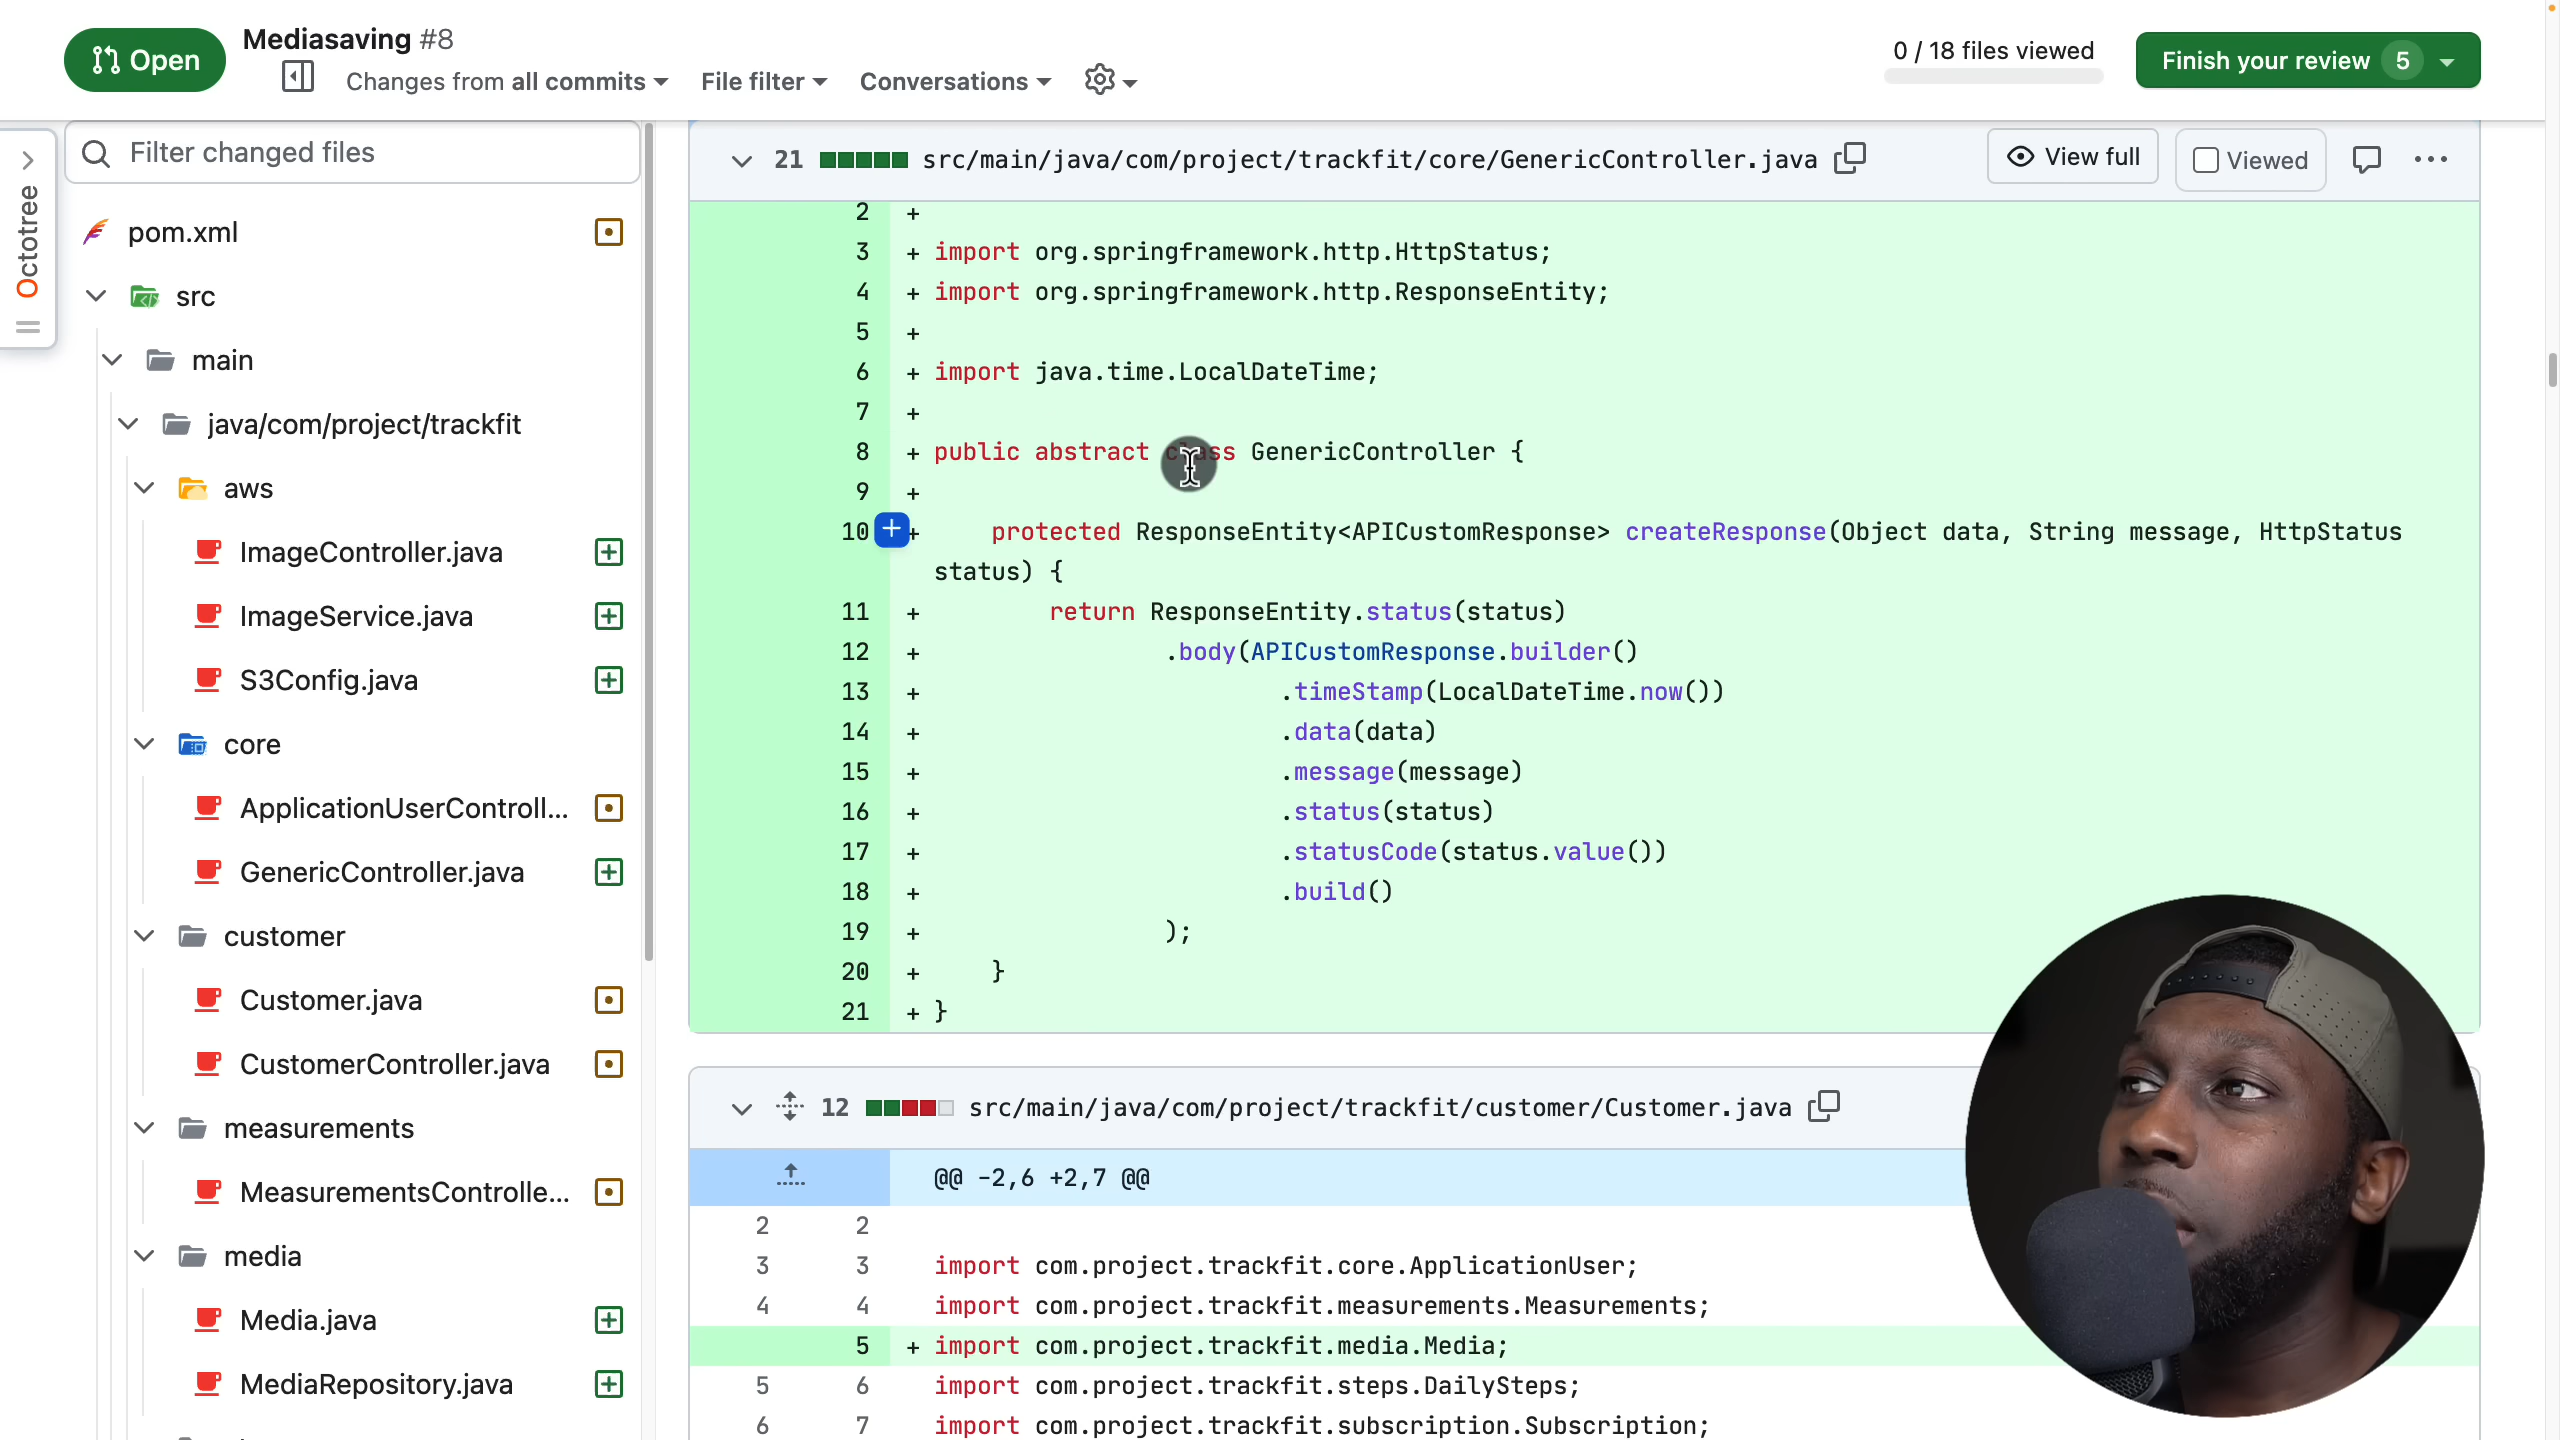 Open
Mediasaving #8
Changes from all commits
File filter
Conversations
0 / 18 files viewed
Finish your review 5
Octotree
Filter changed files
pom.xml
src
main
java/com/project/trackfit
aws
ImageController.java
ImageService.java
S3Config.java
core
ApplicationUserControll...
GenericController.java
customer
Customer.java
CustomerController.java
measurements
MeasurementsControlle...
media
Media.java
MediaRepository.java
21 src/main/java/com/project/trackfit/core/GenericController.java
View full
Viewed
2 +
3 + import org.springframework.http.HttpStatus;
4 + import org.springframework.http.ResponseEntity;
5 +
6 + import java.time.LocalDateTime;
7 +
8 + public abstract class GenericController {
9 +
10 + protected ResponseEntity<APICustomResponse> createResponse(Object data, String message, HttpStatus
status) {
11 + return ResponseEntity.status(status)
12 + .body(APICustomResponse.builder()
13 + .timeStamp(LocalDateTime.now())
14 + .data(data)
15 + .message(message)
16 + .status(status)
17 + .statusCode(status.value())
18 + .build()
19 + );
20 + }
21 + }
12 src/main/java/com/project/trackfit/customer/Customer.java
@@ -2,6 +2,7 @@
2 2
3 3 import com.project.trackfit.core.ApplicationUser;
4 4 import com.project.trackfit.measurements.Measurements;
5 + import com.project.trackfit.media.Media;
5 6 import com.project.trackfit.steps.DailySteps;
6 7 import com.project.trackfit.subscription.Subscription;